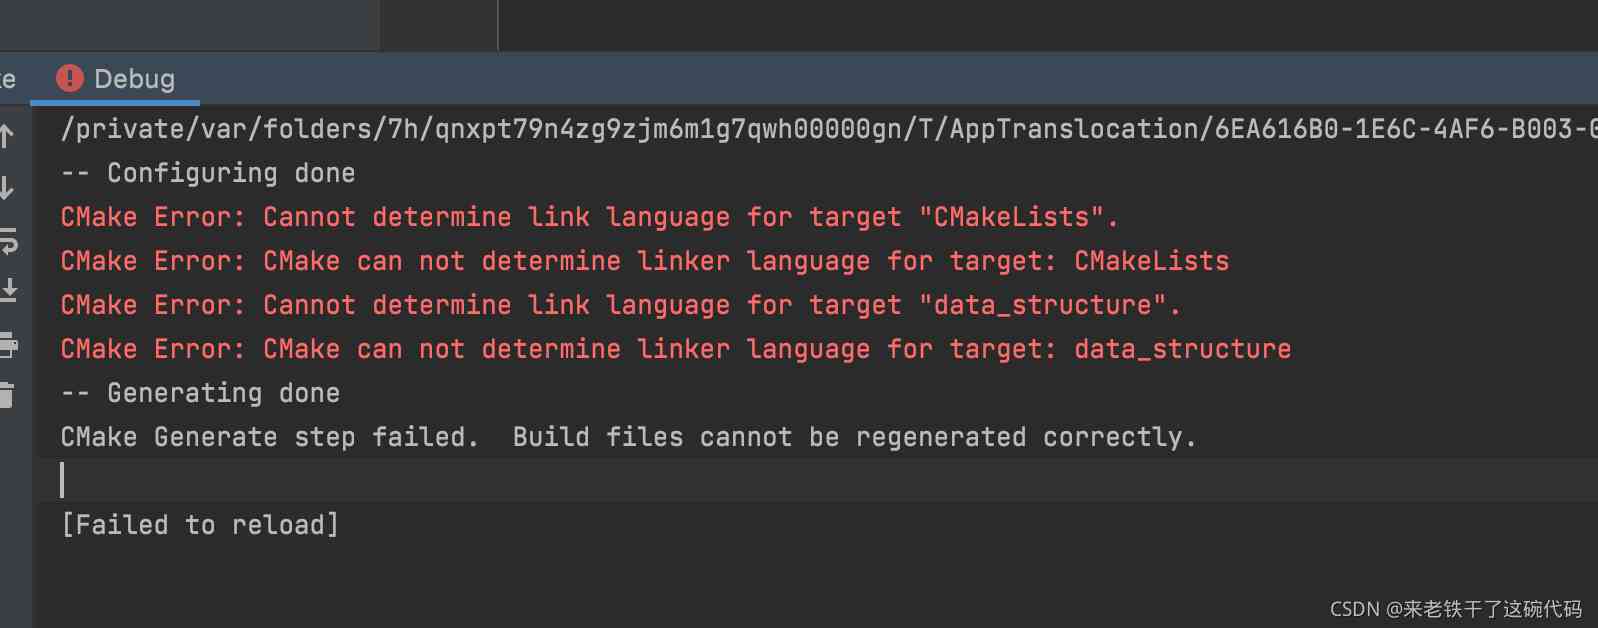 Debug
/private/var/folders/7h/qnxpt79n4zg9zjm6m1g7qwh00000gn/T/AppTranslocation/6EA616B0-1E6C-4AF6-B003-0
-- Configuring done
CMake Error: Cannot determine link language for target "CMakeLists".
CMake Error: CMake can not determine linker language for target: CMakeLists
CMake Error: Cannot determine link language for target "data_structure".
CMake Error: CMake can not determine linker language for target: data_structure
-- Generating done
CMake Generate step failed.  Build files cannot be regenerated correctly.
[Failed to reload]
CSDN @来老铁干了这碗代码